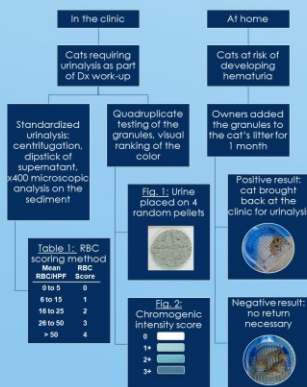 In the clinic
Cats requiring
urinalysis as part
of Dx work-up
Standardized
urinalysis:
centrifugation,
dipstick of
supernatant,
x400 microscopic
analysis on the
sediment
Table 1: RBC
scoring method
Mean RBC
RBC/HPF Score
0 to 5 0
6 to 15 1
16 to 25 2
26 to 50 3
> 50 4
Quadruplicate
testing of the
granules, visual
ranking of the
color
Fig. 1: Urine
placed on 4
random pellets
Fig. 2:
Chromogenic
intensity score
0
1+
2+
3+
At home
Cats at risk of
developing
hematuria
Owners added
the granules to
the cat's litter for
1 month
Positive result:
cat brought
back at the
clinic for urinalysis
Negative result:
no return
necessary